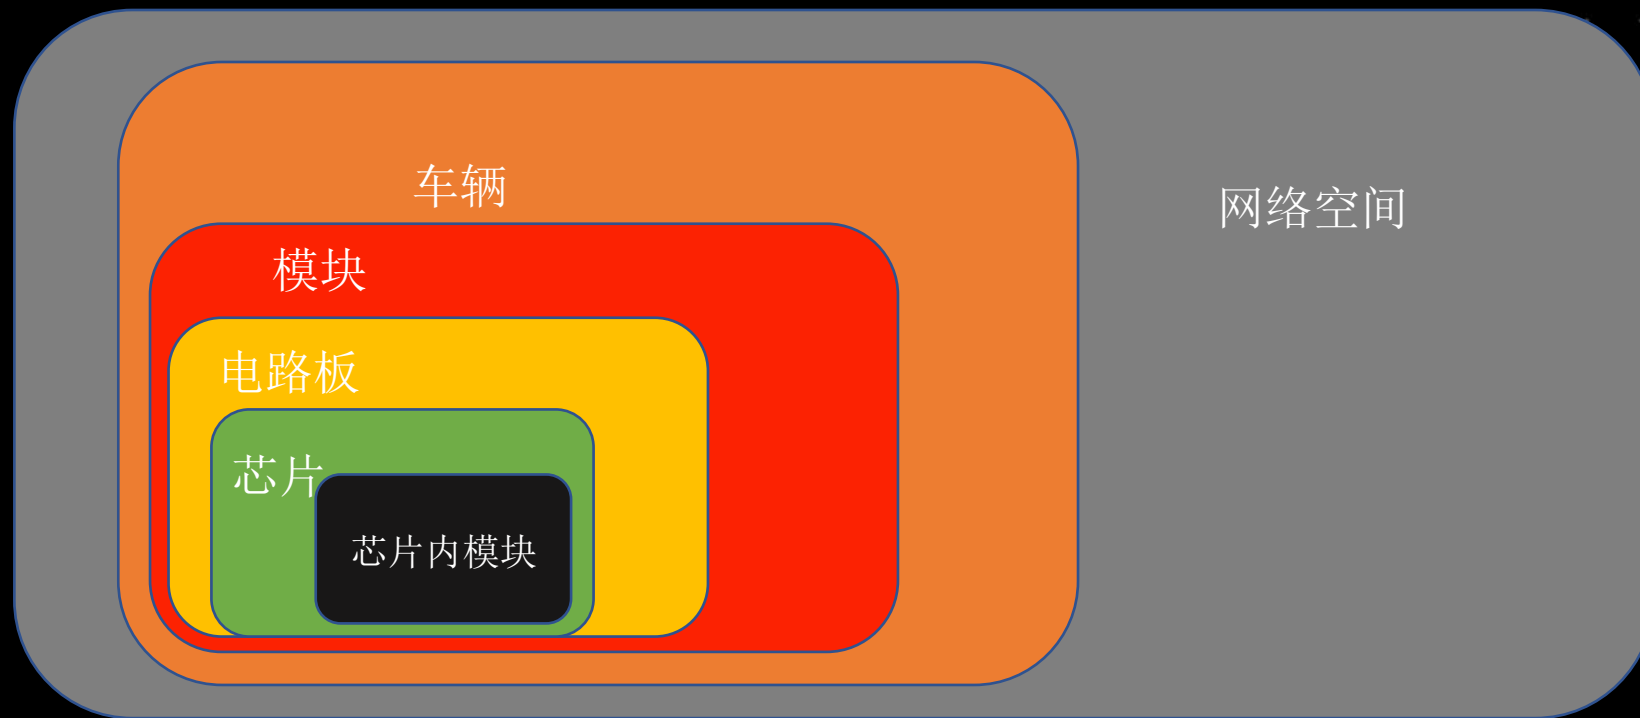 车辆
网络空间
模块
电路板
芯片
芯片内模块